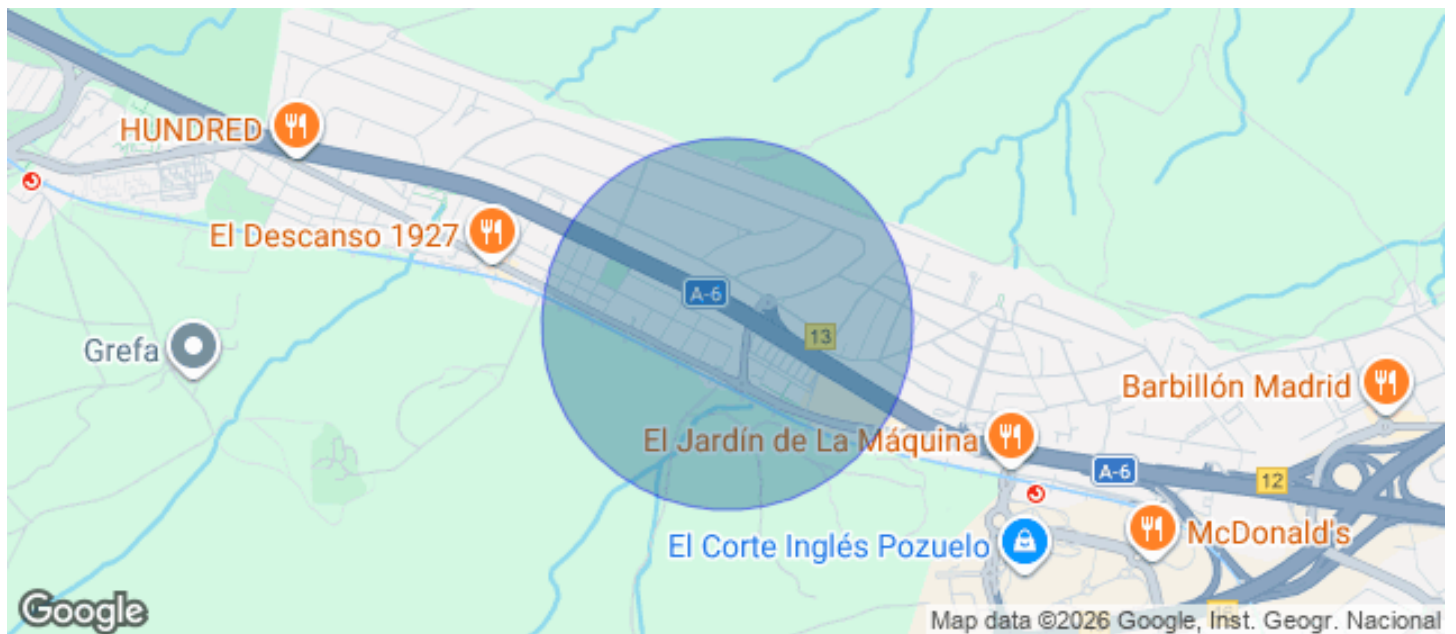 HUNDRED
El Descanso 1927
A-6
13
Grefa
Barbillón Madrid
El Jardín de La Máquina
A-6
12
El Corte Inglés Pozuelo
McDonald's
Google
Map data ©2026 Google, Inst. Geogr. Nacional